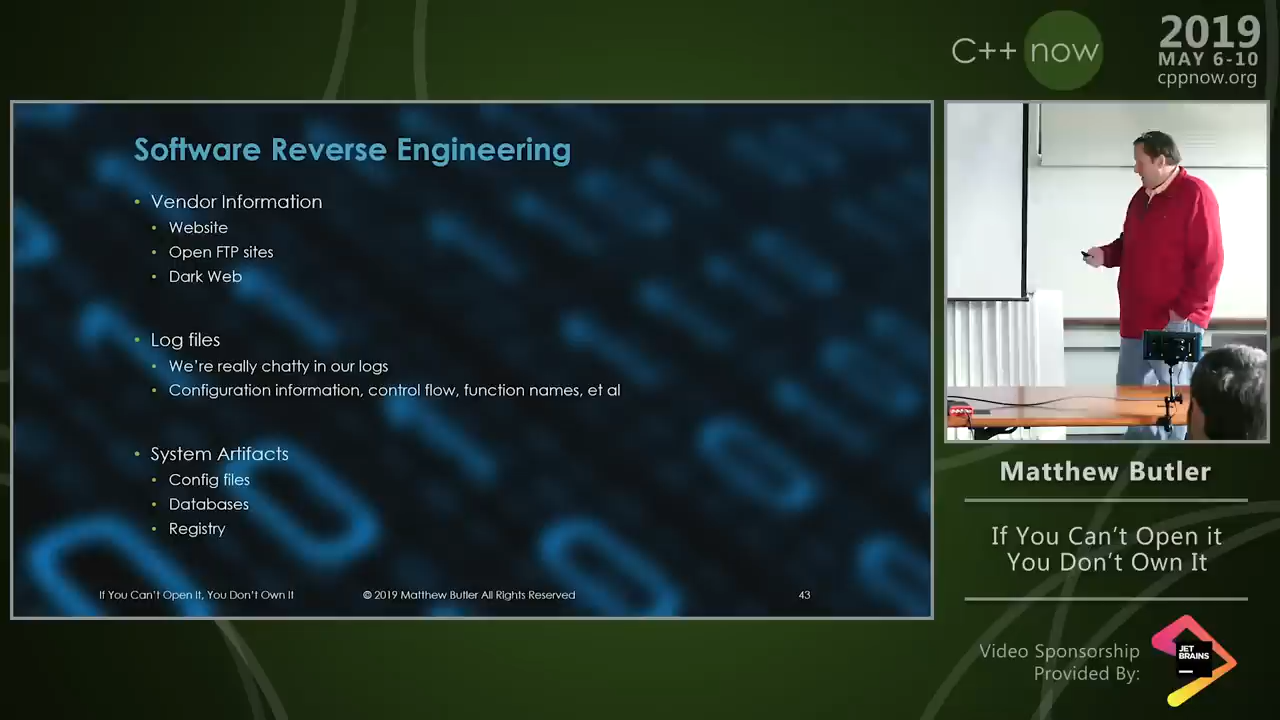 C++ now
2019
MAY 6-10
cppnow.org
Software Reverse Engineering
• Vendor Information
• Website
• Open FTP sites
• Dark Web
• Log files
• We're really chatty in our logs
• Configuration information, control flow, function names, et al
• System Artifacts
• Config files
• Databases
• Registry
If You Can't Open It, You Don't Own It
© 2019 Matthew Butler All Rights Reserved
43
Matthew Butler
If You Can't Open it
You Don't Own It
Video Sponsorship
Provided By:
JET
BRAINS